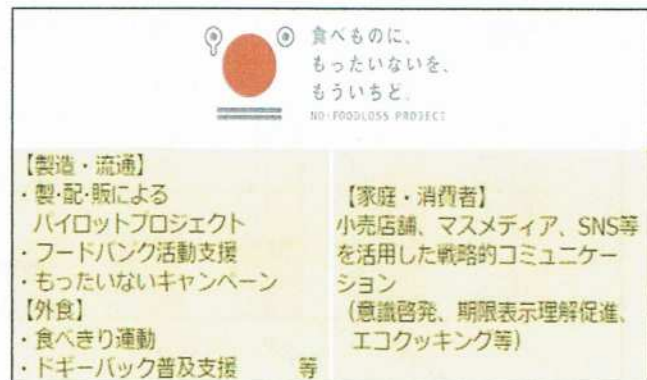 食べものに、
もったいないを、
もういちど。
NO-FOODLOSS PROJECT
【製造・流通】
・製・配・販による
パイロットプロジェクト
・フードバンク活動支援
・もったいないキャンペーン
【外食】
・食べきり運動
・ドギーバック普及支援 等
【家庭・消費者】
小売店舗、マスメディア、SNS等
を活用した戦略的コミュニケー
ション
(意識啓発、期限表示理解促進、
エコクッキング等)